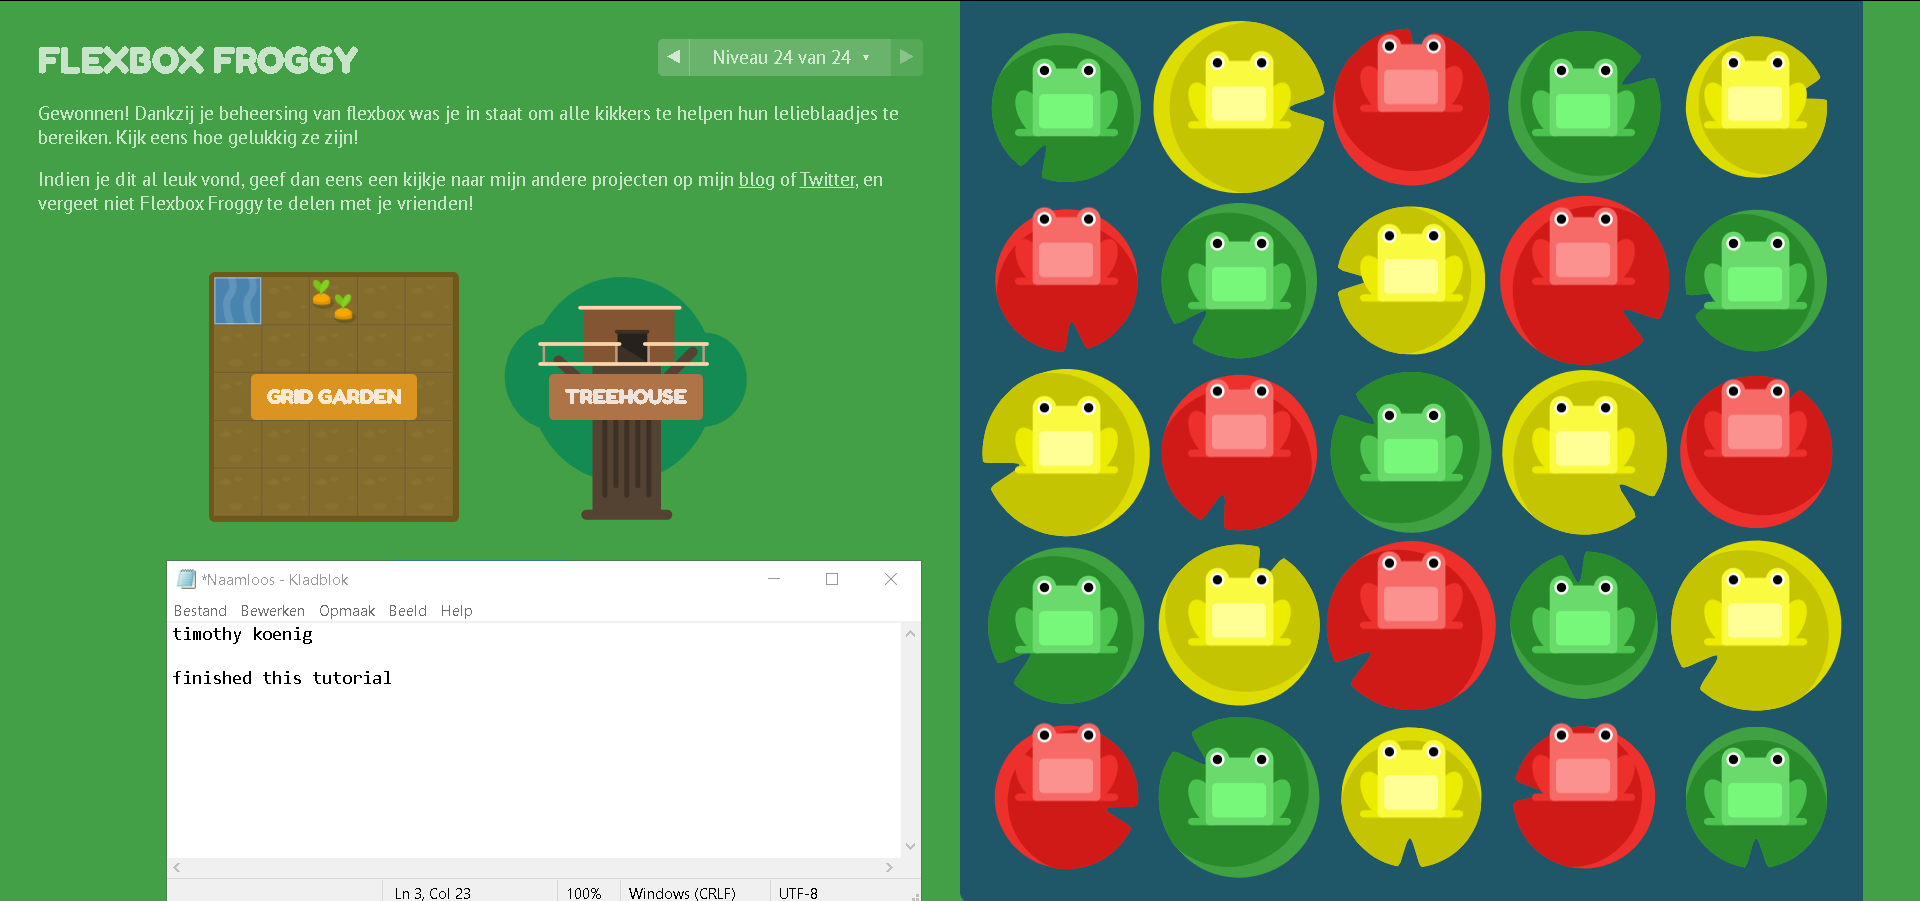 FLEXBOX FROGGY
Niveau 24 van 24
Gewonnen! Dankzij je beheersing van flexbox was je in staat om alle kikkers te helpen hun lelieblaadjes te
bereiken. Kijk eens hoe gelukkig ze zijn!
Indien je dit al leuk vond, geef dan eens een kijkje naar mijn andere projecten op mijn blog of Twitter, en
vergeet niet Flexbox Froggy te delen met je vrienden!
GRID GARDEN
TREEHOUSE
*Naamloos - Kladblok
Bestand Bewerken Opmaak Beeld Help
timothy koenig
finished this tutorial
Ln 3, Col 23 100% Windows (CRLF) UTF-8